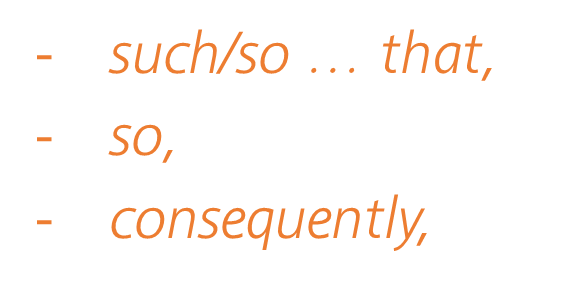 - such/so … that,
- so,
- consequently,